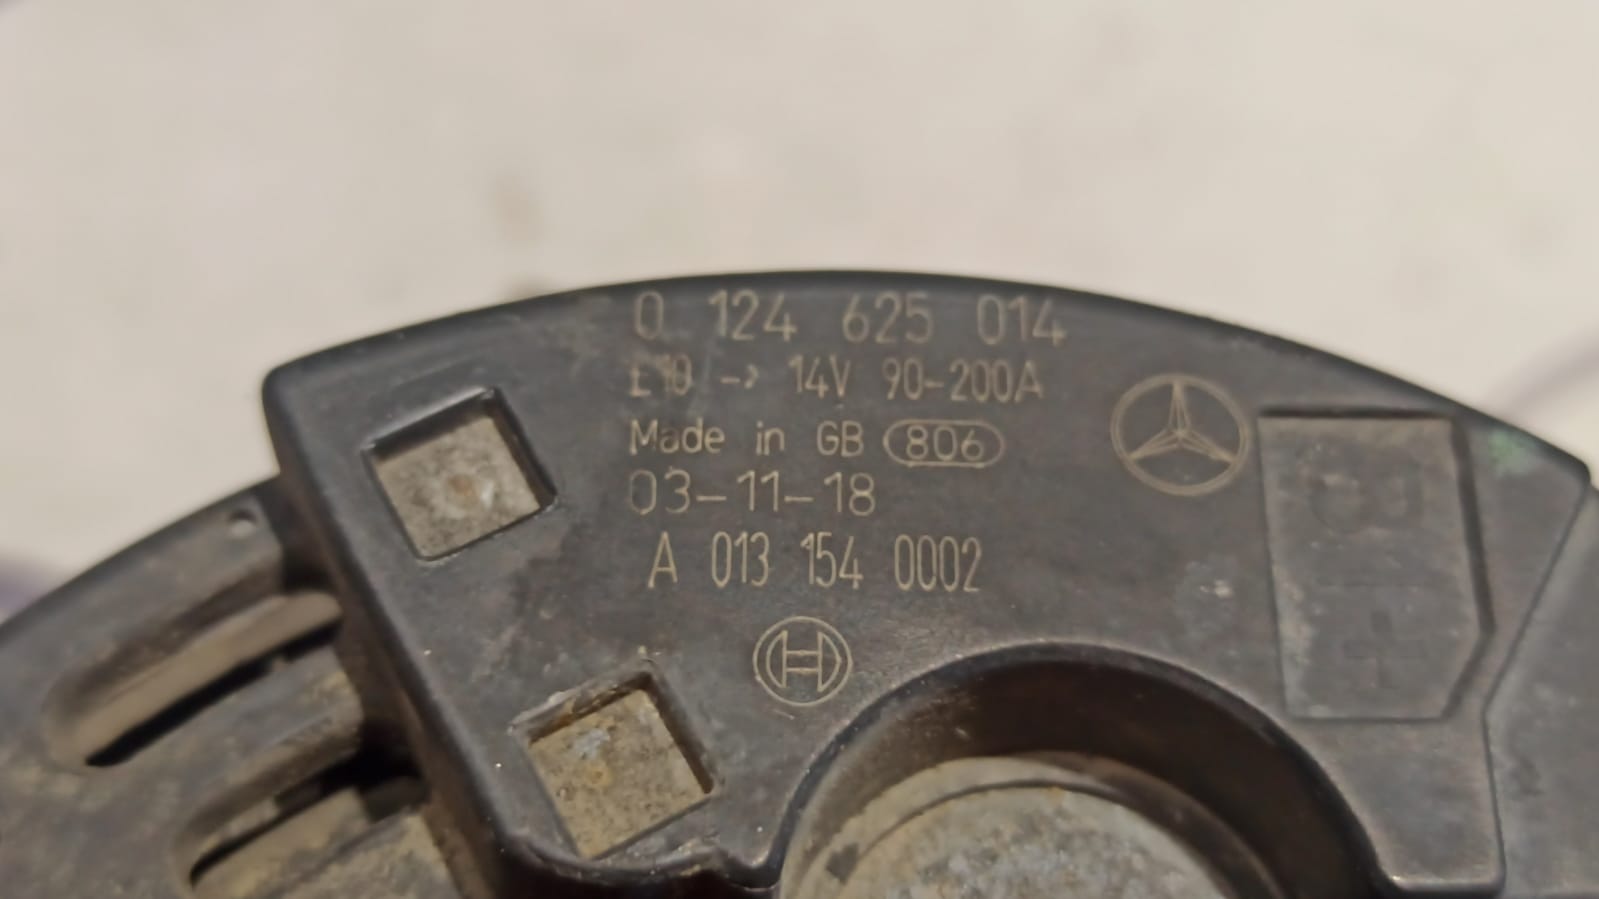 0 124 625 014
E10 -> 14V 90-200A
Made in GB 806
03-11-18
A 013 154 0002
B+